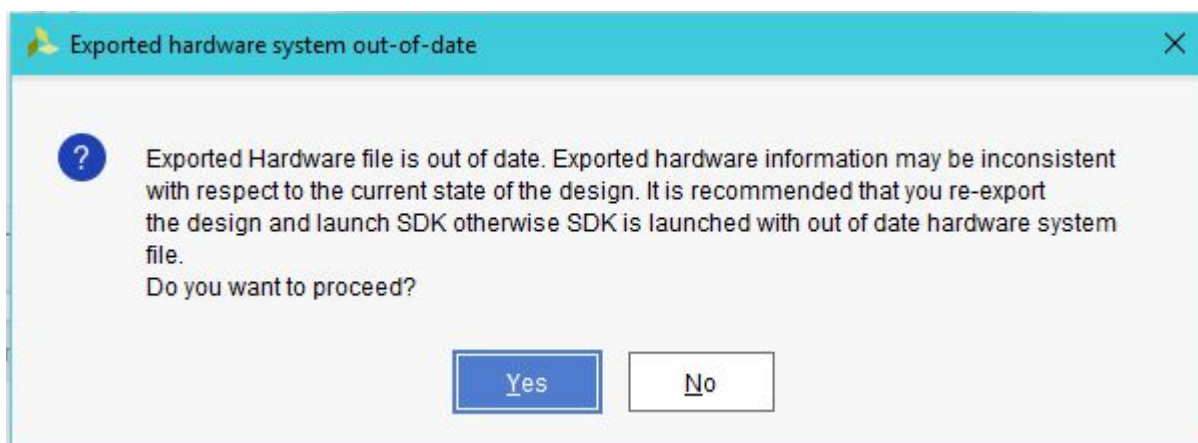 Exported hardware system out-of-date
?
Exported Hardware file is out of date. Exported hardware information may be inconsistent
with respect to the current state of the design. It is recommended that you re-export
the design and launch SDK otherwise SDK is launched with out of date hardware system
file.
Do you want to proceed?
Yes No